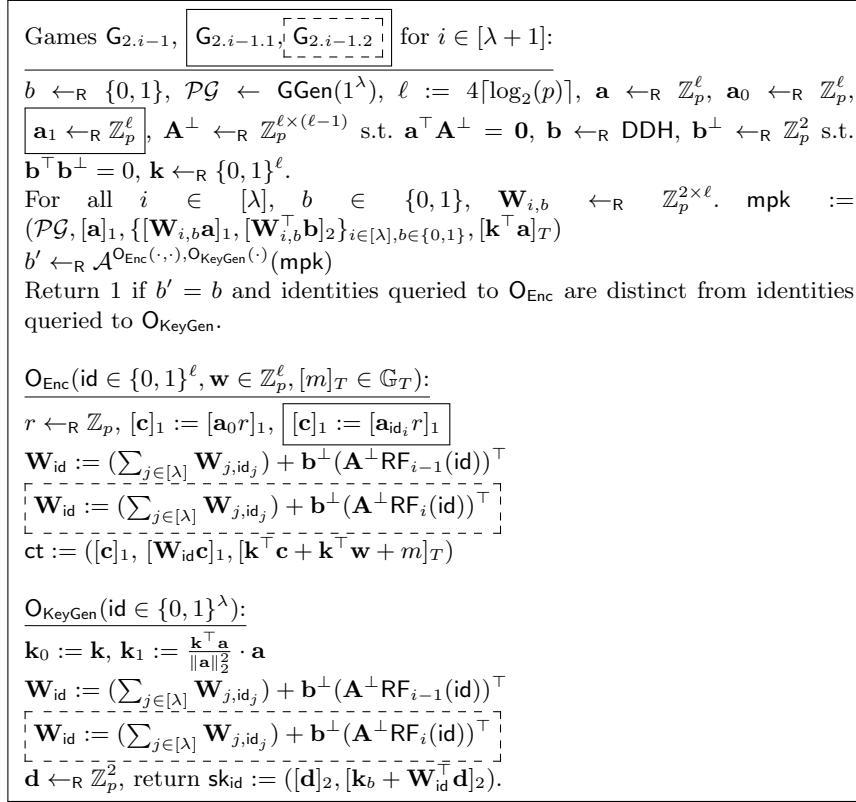 Games G_{2.i−1}, G_{2.i−1.1}, G_{2.i−1.2} for i ∈ [λ + 1]:
b ←_R {0, 1}, 𝒫𝒢 ← GGen(1^λ), ℓ := 4⌈log_2(p)⌉, a ←_R ℤ_p^ℓ, a_0 ←_R ℤ_p^ℓ,
a_1 ←_R ℤ_p^ℓ, A^⊥ ←_R ℤ_p^{ℓ×(ℓ−1)} s.t. a^⊤A^⊥ = 0, b ←_R DDH, b^⊥ ←_R ℤ_p^2 s.t.
b^⊤b^⊥ = 0, k ←_R {0, 1}^ℓ.
For all i ∈ [λ], b ∈ {0, 1}, W_{i,b} ←_R ℤ_p^{2×ℓ}. mpk :=
(𝒫𝒢, [a]_1, {[W_{i,b}a]_1, [W_{i,b}^⊤b]_2}_{i∈[λ],b∈{0,1}}, [k^⊤a]_T)
b′ ←_R 𝒜^{O_Enc(·,·),O_KeyGen(·)}(mpk)
Return 1 if b′ = b and identities queried to O_Enc are distinct from identities
queried to O_KeyGen.
O_Enc(id ∈ {0, 1}^ℓ, w ∈ ℤ_p^ℓ, [m]_T ∈ 𝔾_T):
r ←_R ℤ_p, [c]_1 := [a_0r]_1, [c]_1 := [a_{id_i}r]_1
W_id := (∑_{j∈[λ]} W_{j,id_j}) + b^⊥(A^⊥RF_{i−1}(id))^⊤
W_id := (∑_{j∈[λ]} W_{j,id_j}) + b^⊥(A^⊥RF_i(id))^⊤
ct := ([c]_1, [W_id c]_1, [k^⊤c + k^⊤w + m]_T)
O_KeyGen(id ∈ {0, 1}^λ):
k_0 := k, k_1 := \frac{k^⊤a}{‖a‖_2^2} · a
W_id := (∑_{j∈[λ]} W_{j,id_j}) + b^⊥(A^⊥RF_{i−1}(id))^⊤
W_id := (∑_{j∈[λ]} W_{j,id_j}) + b^⊥(A^⊥RF_i(id))^⊤
d ←_R ℤ_p^2, return sk_id := ([d]_2, [k_b + W_id^⊤d]_2).